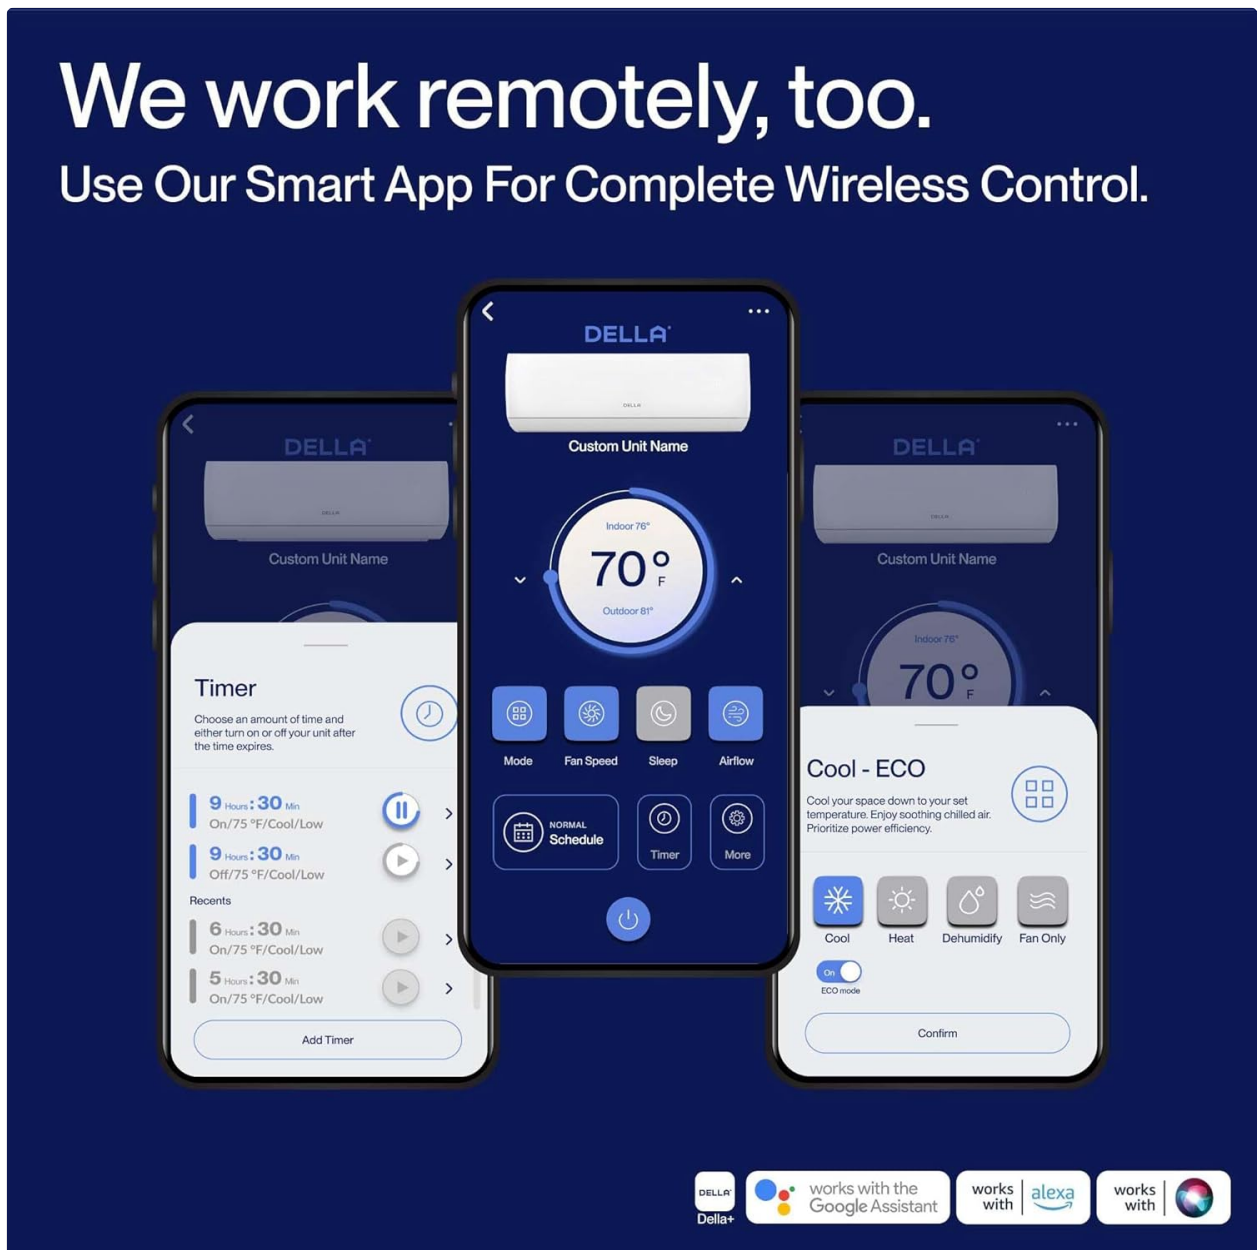 We work remotely, too.
Use Our Smart App For Complete Wireless Control.
DELLA
Custom Unit Name
Timer
Choose an amount of time and
either turn on or off your unit after
the time expires.
9 Hours : 30 Min
On/75 °F/Cool/Low
9 Hours : 30 Min
Off/75 °F/Cool/Low
Recents
6 Hours : 30 Min
On/75 °F/Cool/Low
5 Hours : 30 Min
On/75 °F/Cool/Low
Add Timer
DELLA
DELLA
DELLA
Custom Unit Name
Indoor 76°
70° F
Outdoor 81°
Mode
Fan Speed
Sleep
Airflow
NORMAL
Schedule
Timer
More
DELLA
DELLA
Custom Unit Name
Indoor 76°
70° F
Cool - ECO
Cool your space down to your set
temperature. Enjoy soothing chilled air.
Prioritize power efficiency.
Cool
Heat
Dehumidify
Fan Only
On
ECO mode
Confirm
DELLA
Della+
works with the
Google Assistant
works with | alexa
works with